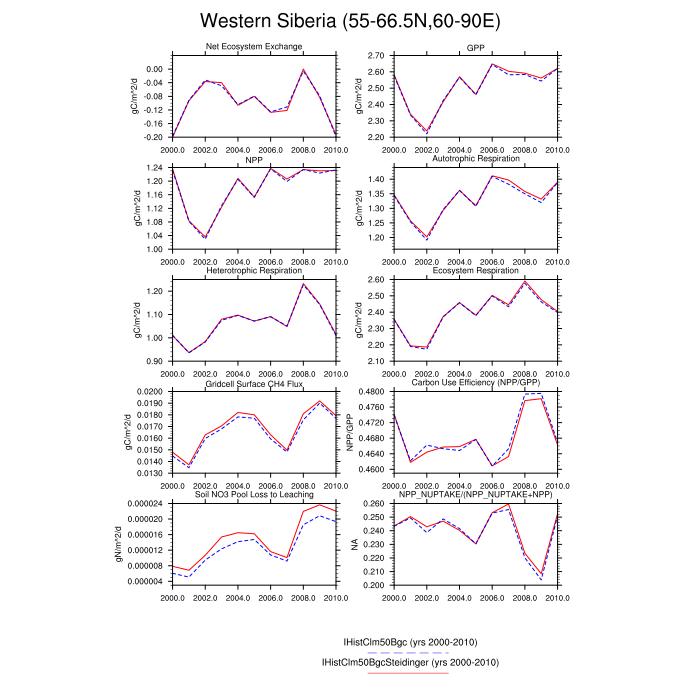 Western Siberia (55-66.5N,60-90E)
Net Ecosystem Exchange
gC/m^2/d
0.00
-0.04
-0.08
-0.12
-0.16
-0.20
2000.0 2002.0 2004.0 2006.0 2008.0 2010.0
GPP
gC/m^2/d
2.70
2.60
2.50
2.40
2.30
2.20
2000.0 2002.0 2004.0 2006.0 2008.0 2010.0
NPP
gC/m^2/d
1.24
1.20
1.16
1.12
1.08
1.04
1.00
2000.0 2002.0 2004.0 2006.0 2008.0 2010.0
Autotrophic Respiration
gC/m^2/d
1.40
1.35
1.30
1.25
1.20
2000.0 2002.0 2004.0 2006.0 2008.0 2010.0
Heterotrophic Respiration
gC/m^2/d
1.20
1.10
1.00
0.90
2000.0 2002.0 2004.0 2006.0 2008.0 2010.0
Ecosystem Respiration
gC/m^2/d
2.60
2.50
2.40
2.30
2.20
2.10
2000.0 2002.0 2004.0 2006.0 2008.0 2010.0
Gridcell Surface CH4 Flux
gC/m^2/d
0.0200
0.0190
0.0180
0.0170
0.0160
0.0150
0.0140
0.0130
2000.0 2002.0 2004.0 2006.0 2008.0 2010.0
Carbon Use Efficiency (NPP/GPP)
NPP/GPP
0.4800
0.4760
0.4720
0.4680
0.4640
0.4600
2000.0 2002.0 2004.0 2006.0 2008.0 2010.0
Soil NO3 Pool Loss to Leaching
gN/m^2/d
0.000024
0.000020
0.000016
0.000012
0.000008
0.000004
2000.0 2002.0 2004.0 2006.0 2008.0 2010.0
NPP_NUPTAKE/(NPP_NUPTAKE+NPP)
NA
0.260
0.250
0.240
0.230
0.220
0.210
0.200
2000.0 2002.0 2004.0 2006.0 2008.0 2010.0
IHistClm50Bgc (yrs 2000-2010)
IHistClm50BgcSteidinger (yrs 2000-2010)